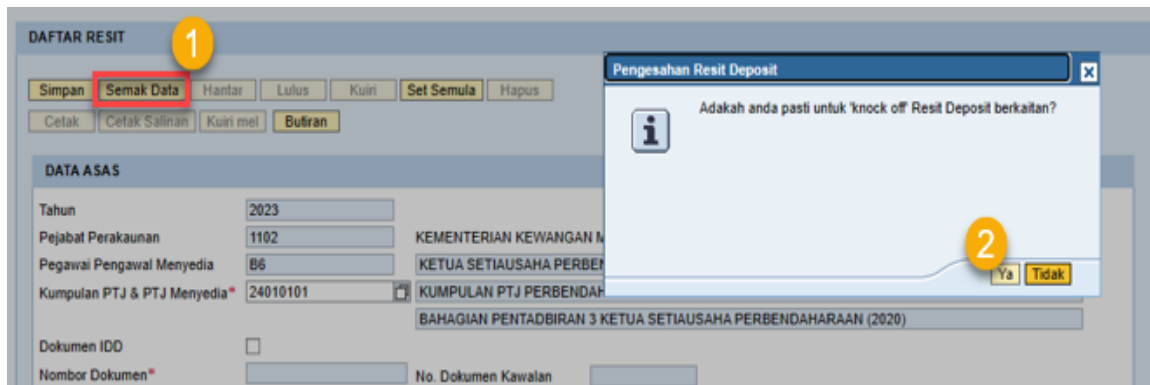 DAFTAR RESIT
1
Simpan Semak Data Hantar Lulus Kuiri Set Semula Hapus
Cetak Cetak Salinan Kuiri mel Butiran
Pengesahan Resit Deposit
Adakah anda pasti untuk 'knock off' Resit Deposit berkaitan?
2
Ya Tidak
DATA ASAS
Tahun 2023
Pejabat Perakaunan 1102 KEMENTERIAN KEWANGAN
Pegawai Pengawal Menyedia B6 KETUA SETIAUSAHA
Kumpulan PTJ & PTJ Menyedia* 24010101 KUMPULAN PTJ
BAHAGIAN PENTADBIRAN 3 KETUA SETIAUSAHA PERBENDAHARAAN (2020)
Dokumen IDD
Nombor Dokumen* No. Dokumen Kawalan